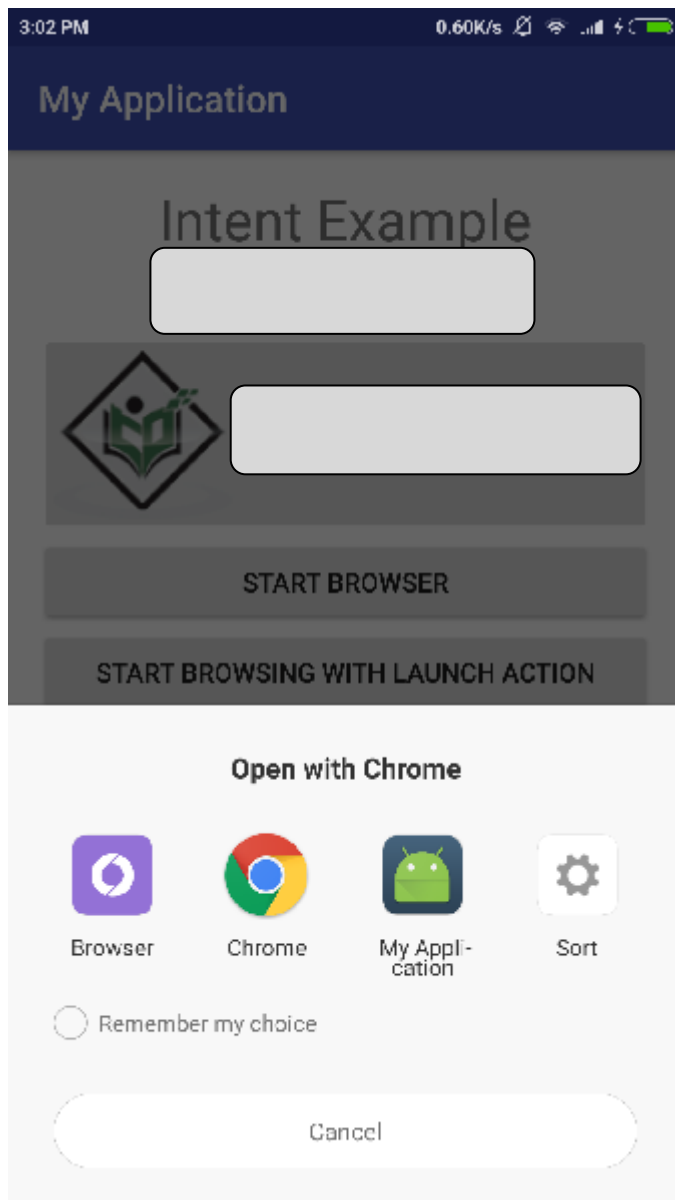 3:02 PM 0.60K/s
My Application
Intent Example
START BROWSER
START BROWSING WITH LAUNCH ACTION
Open with Chrome
Browser Chrome My Appli-
cation Sort
Remember my choice
Cancel